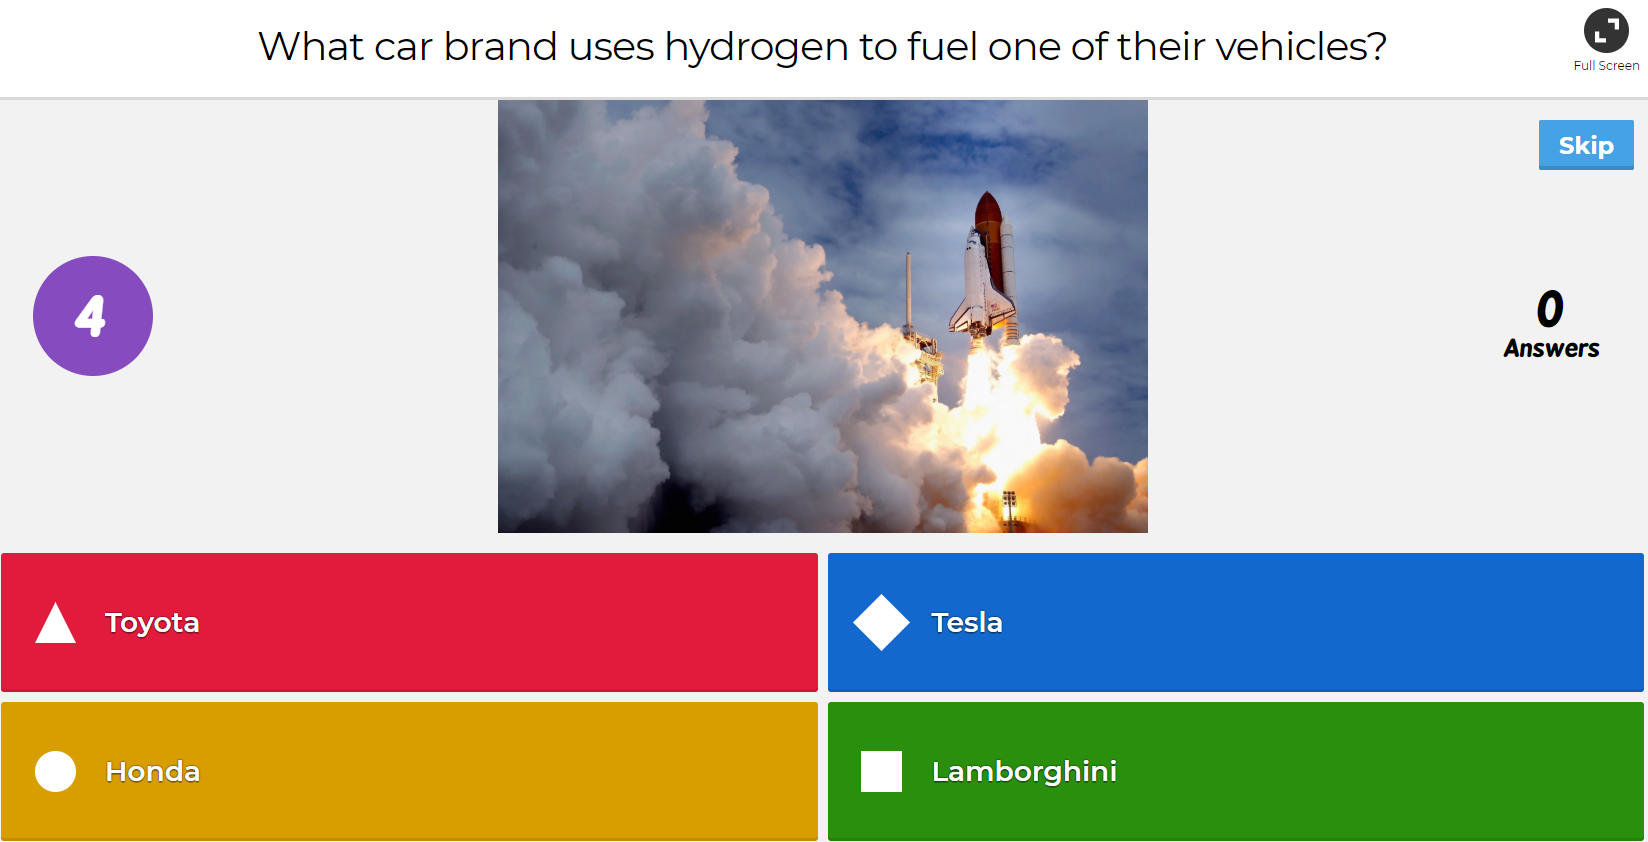 What car brand uses hydrogen to fuel one of their vehicles?
Full Screen
Skip
4
0
Answers
Toyota
Tesla
Honda
Lamborghini